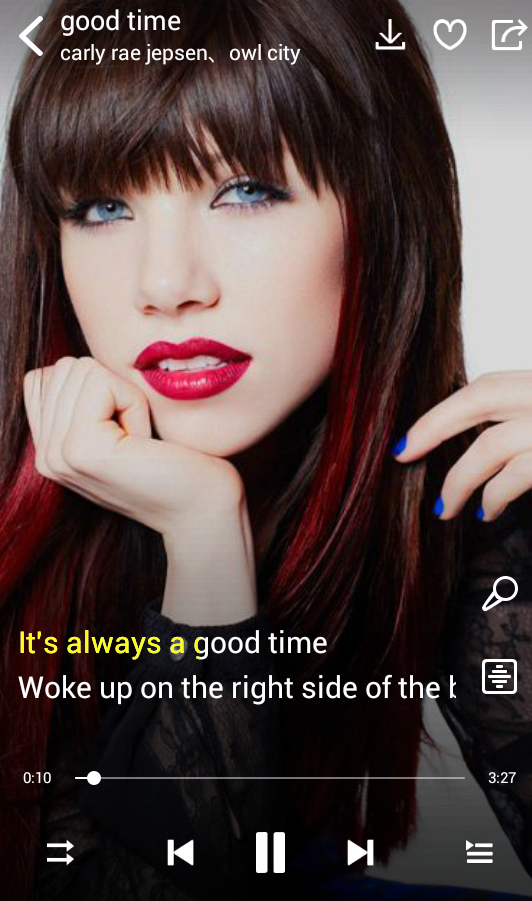 good time
carly rae jepsen、owl city
It's always a good time
Woke up on the right side of the
0:10
3:27